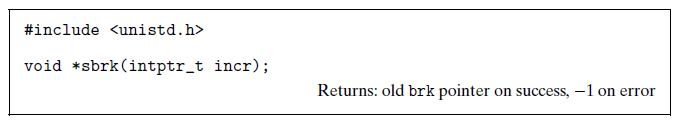 #include <unistd.h>
void *sbrk(intptr_t incr);
Returns: old brk pointer on success, −1 on error